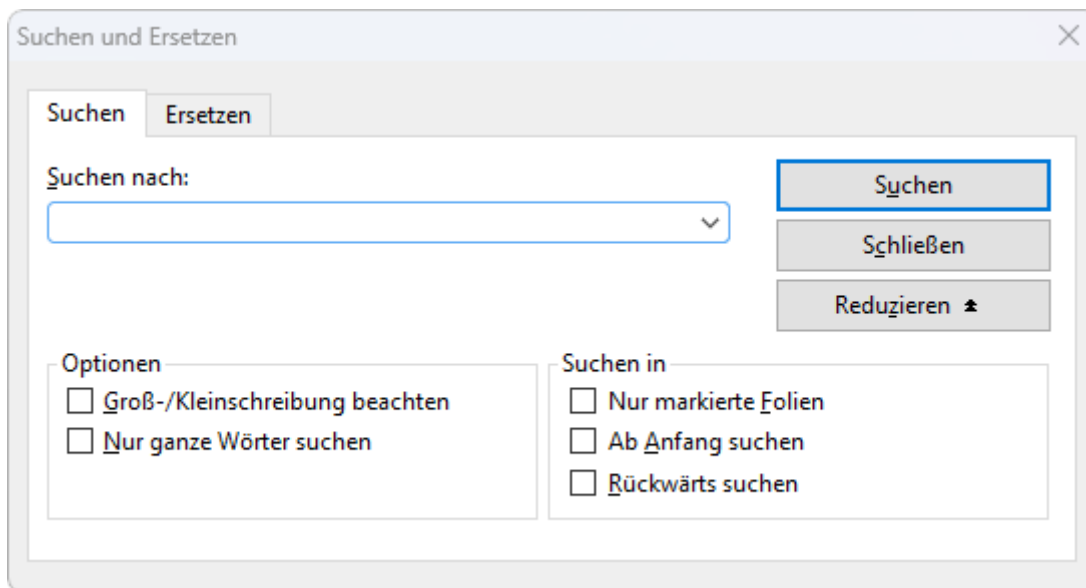 Suchen und Ersetzen
Suchen
Ersetzen
Suchen nach:
Suchen
Schließen
Reduzieren
Optionen
Groß-/Kleinschreibung beachten
Nur ganze Wörter suchen
Suchen in
Nur markierte Folien
Ab Anfang suchen
Rückwärts suchen